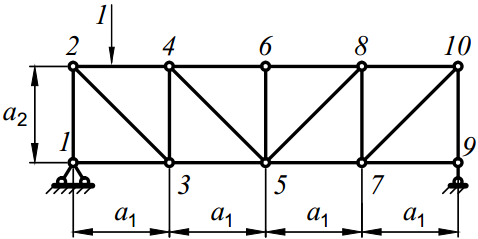 1
2 4 6 8 10
a₂
1 3 5 7 9
a₁ a₁ a₁ a₁